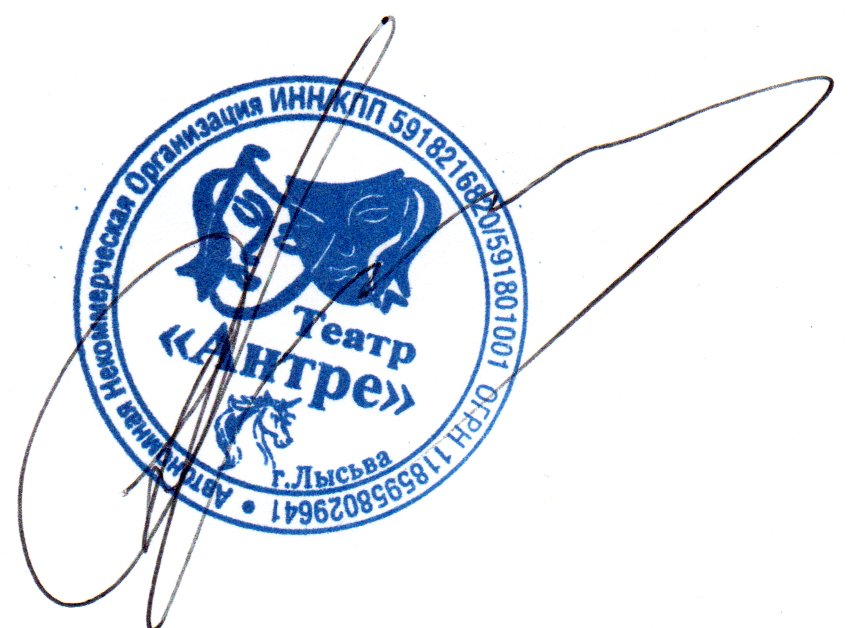 Автономная Некоммерческая Организация ИНН/КПП 5918216820/591801001 ОГРН 1185958029641 •
Театр
«Антре»
г.Лысьва